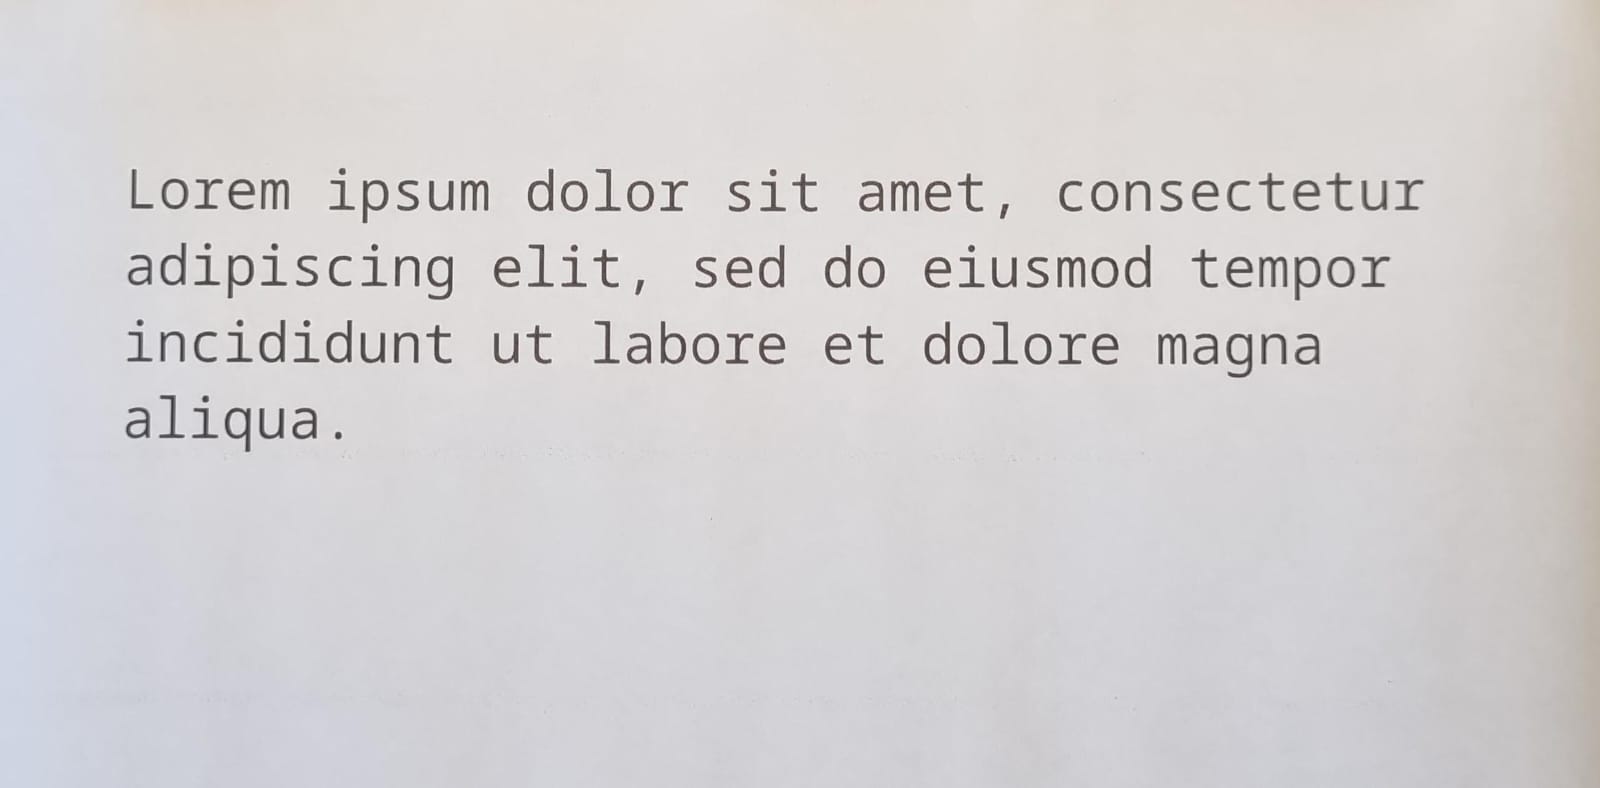 Lorem ipsum dolor sit amet, consectetur
adipiscing elit, sed do eiusmod tempor
incididunt ut labore et dolore magna
aliqua.